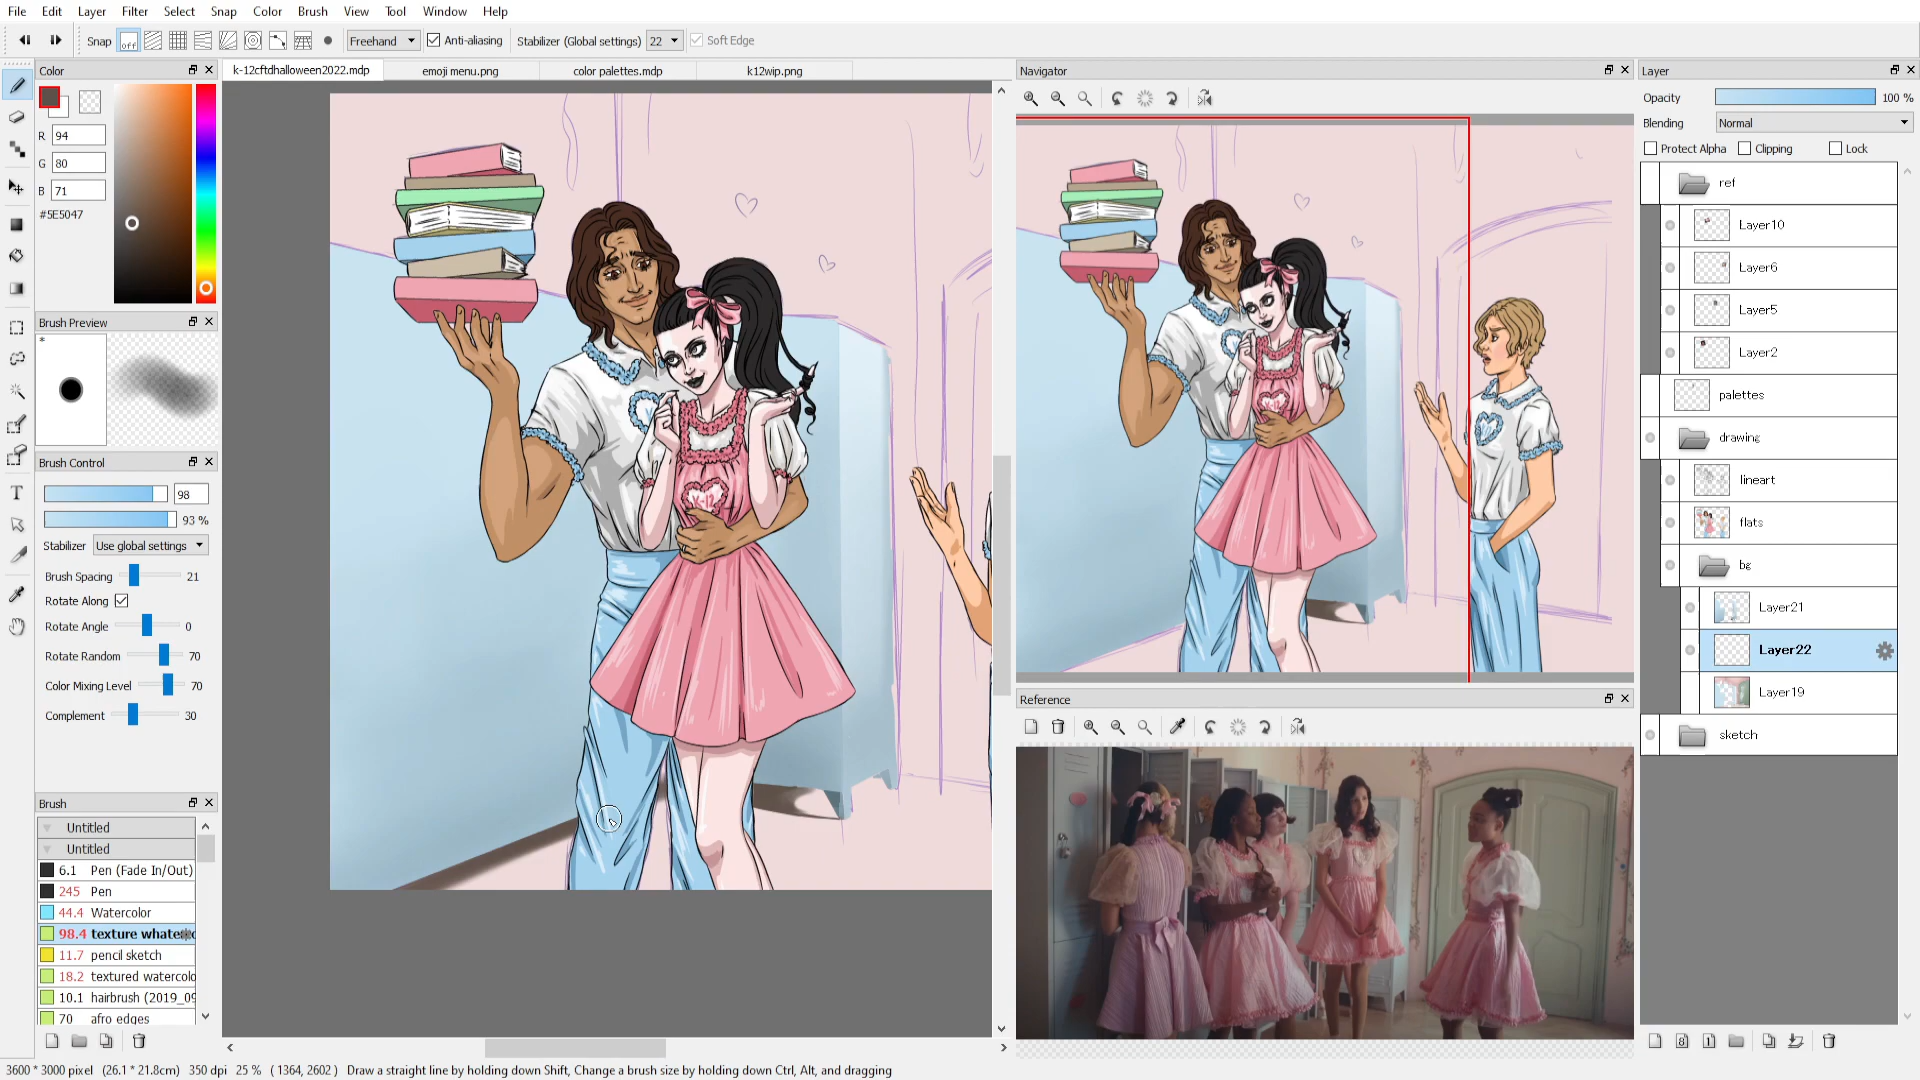 File Edit Layer Filter Select Snap Color Brush View Tool Window Help
Snap off Freehand Anti-aliasing Stabilizer (Global settings) 22 Soft Edge
Color
k-12cftdhalloween2022.mdp emoji menu.png color palettes.mdp k12wip.png
Navigator
Layer
R 94
G 80
B 71
#5E5047
Brush Preview
*
Brush Control
98
93 %
Stabilizer Use global settings
Brush Spacing 21
Rotate Along
Rotate Angle 0
Rotate Random 70
Color Mixing Level 70
Complement 30
Brush
Untitled
Untitled
6.1 Pen (Fade In/Out)
245 Pen
44.4 Watercolor
98.4 texture
11.7 pencil sketch
18.2 textured watercolo
10.1 hairbrush (2019_09
70 afro edges
K-12
Reference
Opacity 100 %
Blending Normal
Protect Alpha Clipping Lock
ref
Layer10
Layer6
Layer5
Layer2
palettes
drawing
lineart
flats
bg
Layer21
Layer22
Layer19
sketch
8 1
3600 * 3000 pixel (26.1 * 21.8cm) 350 dpi 25 % ( 1364, 2602 ) Draw a straight line by holding down Shift, Change a brush size by holding down Ctrl, Alt, and dragging